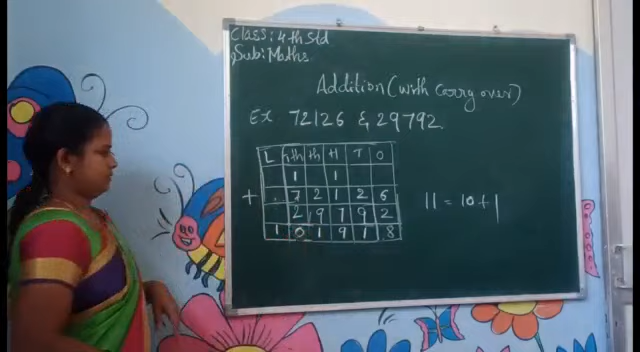 Class: 4th Std
Sub: Maths
Addition (with carry over)
Ex 72126 & 29792.
L Tth th H T O
1 1
+ 7 2 1 2 6
2 9 7 9 2
1 0 1 9 1 8
11 = 10 + 1